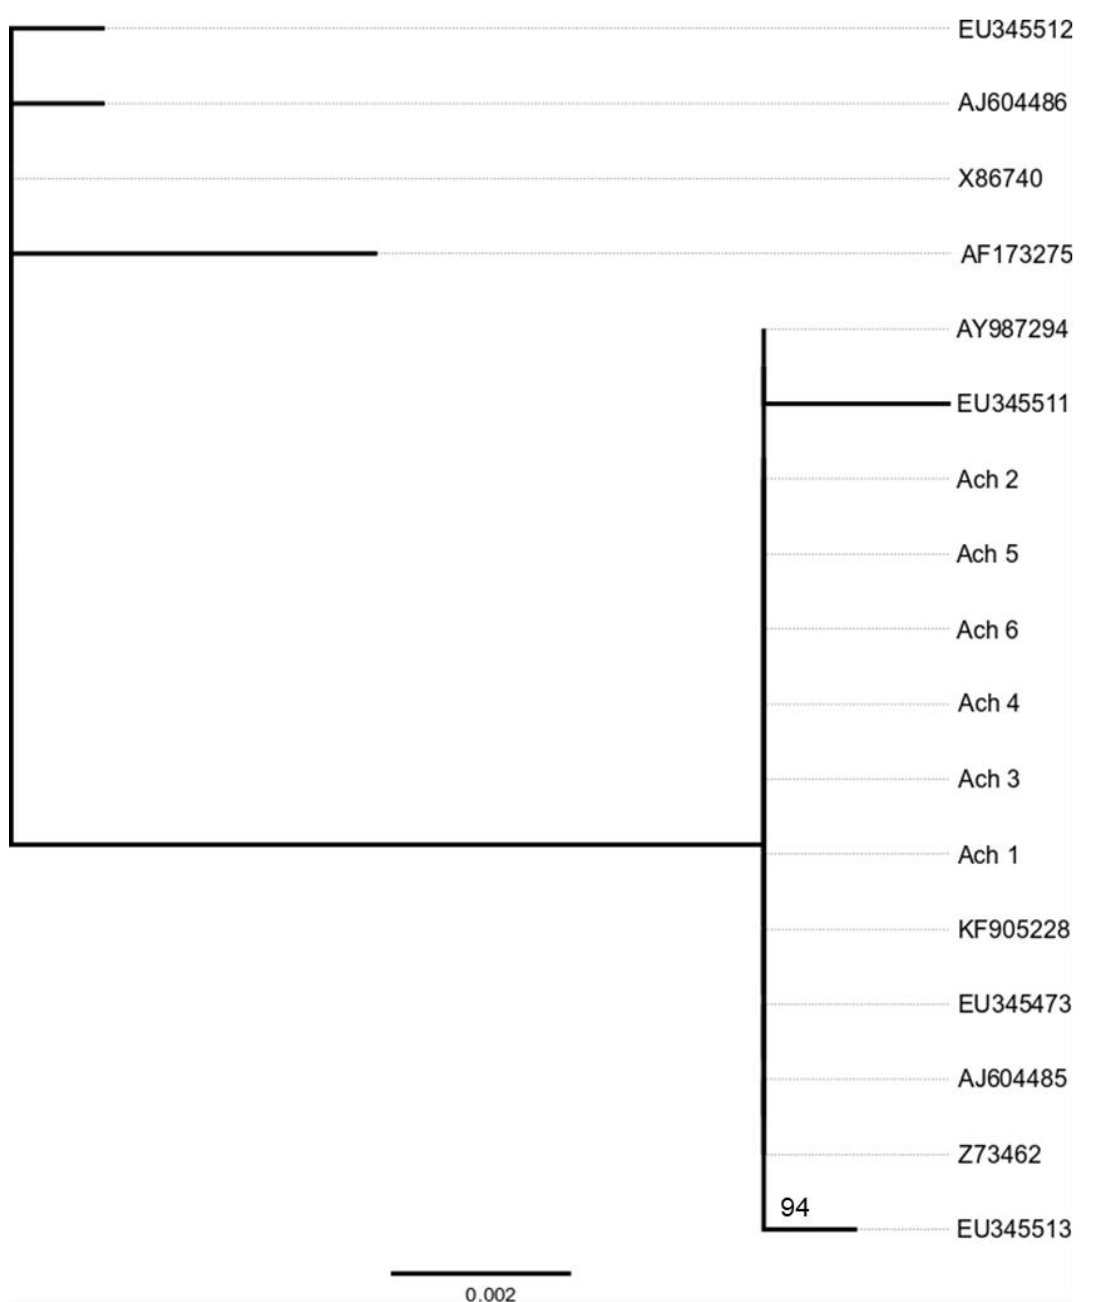 EU345512
AJ604486
X86740
AF173275
AY987294
EU345511
Ach 2
Ach 5
Ach 6
Ach 4
Ach 3
Ach 1
KF905228
EU345473
AJ604485
Z73462
94
EU345513
0.002